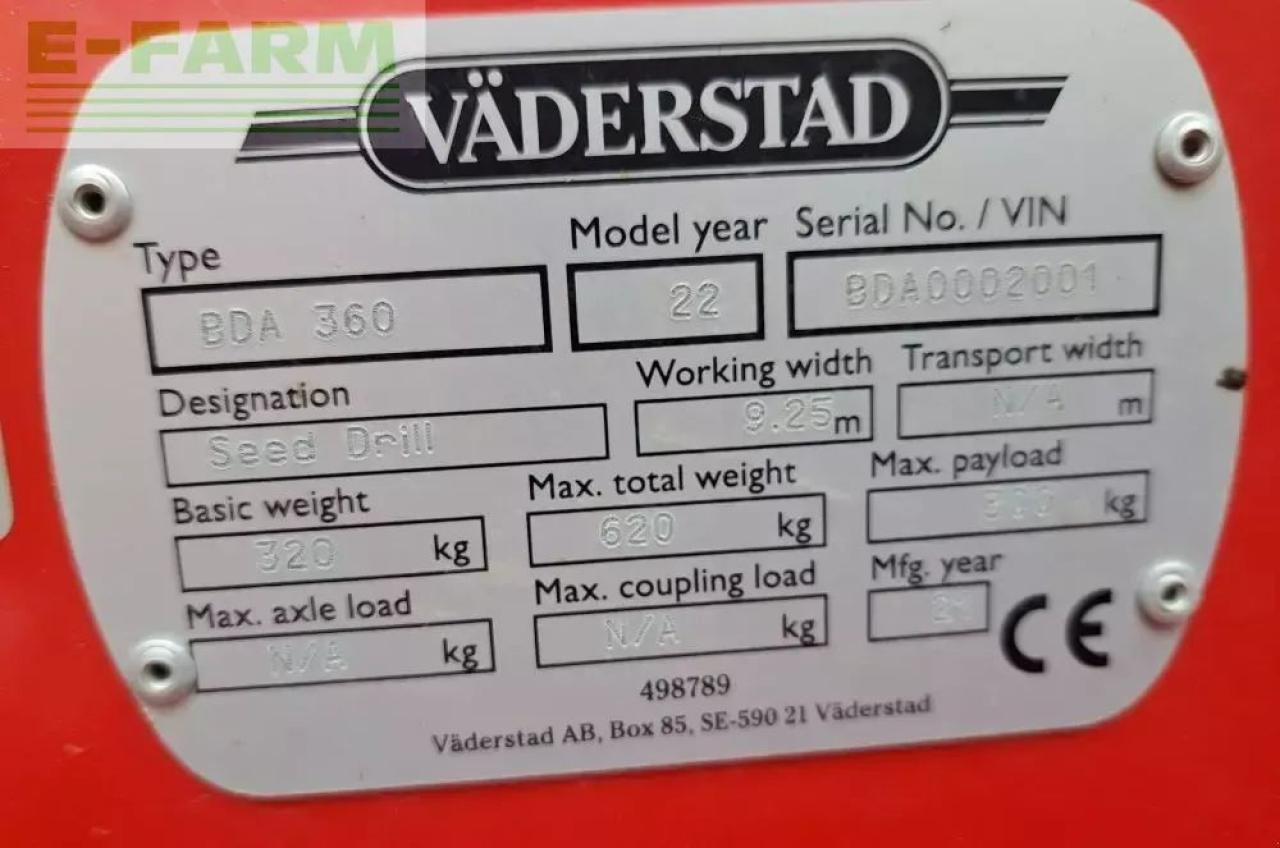 E-FARM
VÄDERSTAD
Type Model year Serial No. / VIN
BDA 360 22 BDA0002001
Designation Working width Transport width
Seed Drill 9.25 m N/A m
Basic weight Max. total weight Max. payload
320 kg 620 kg 300 kg
Max. axle load Max. coupling load Mfg. year
N/A kg N/A kg CE
498789
Väderstad AB, Box 85, SE-590 21 Väderstad